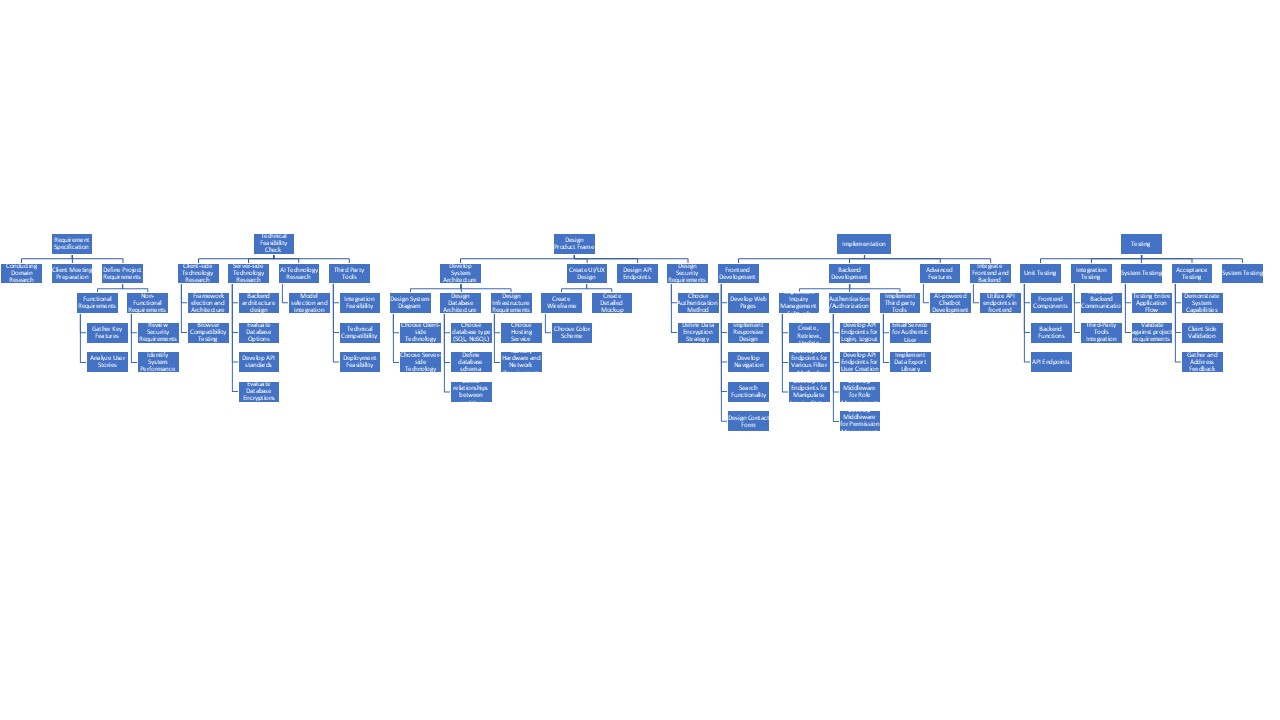 Requirement
Specification
Technical
Feasibility
Check
Design
Product Frame
Implementation
Testing
Conducting
Domain
Research
Client Meeting
Preparation
Define Project
Requirements
Client-side
Technology
Research
Server-side
Technology
Research
AI Technology
Research
Third Party
Tools
Develop
System
Architecture
Create UI/UX
Design
Design API
Endpoints
Design
Security
Requirements
Frontend
Development
Backend
Development
Advanced
Features
Integrate
Frontend and
Backend
Unit Testing
Integration
Testing
System Testing
Acceptance
Testing
System Testing
Functional
Requirements
Non-
Functional
Requirements
Framework
selection and
Architecture
Backend
architecture
design
Model
selection and
integration
Integration
Feasibility
Design System
Diagram
Design
Database
Architecture
Design
Infrastructure
Requirements
Create
Wireframe
Create
Detailed
Mockup
Choose
Authentication
Method
Develop Web
Pages
Inquiry
Management
Authentication
/Authorization
Implement
Third party
Tools
AI-powered
Chatbot
Development
Utilize API
endpoints in
frontend
Frontend
Components
Backend
Communication
Testing Entire
Application
Flow
Demonstrate
System
Capabilities
Gather Key
Features
Review
Security
Requirements
Browser
Compatibility
Testing
Evaluate
Database
Options
Technical
Compatibility
Choose Client-
side
Technology
Choose
database type
(SQL, NoSQL)
Choose
Hosting
Service
Choose Color
Scheme
Define Data
Encryption
Strategy
Implement
Responsive
Design
Create,
Retrieve,
Develop API
Endpoints for
Login, Logout
Email Service
for Authentic
User
Backend
Functions
Third-Party
Tools
Integration
Validate
against project
requirements
Client Side
Validation
Analyze User
Stories
Identify
System
Performance
Develop API
standards
Deployment
Feasibility
Choose Server-
side
Technology
Define
database
schema
Hardware and
Network
Develop
Navigation
Endpoints for
Various Filter
Develop API
Endpoints for
User Creation
Implement
Data Export
Library
API Endpoints
Gather and
Address
Feedback
Evaluate
Database
Encryptions
relationships
between
Search
Functionality
Endpoints for
Manipulate
Middleware
for Role
Design Contact
Form
Middleware
for Permission